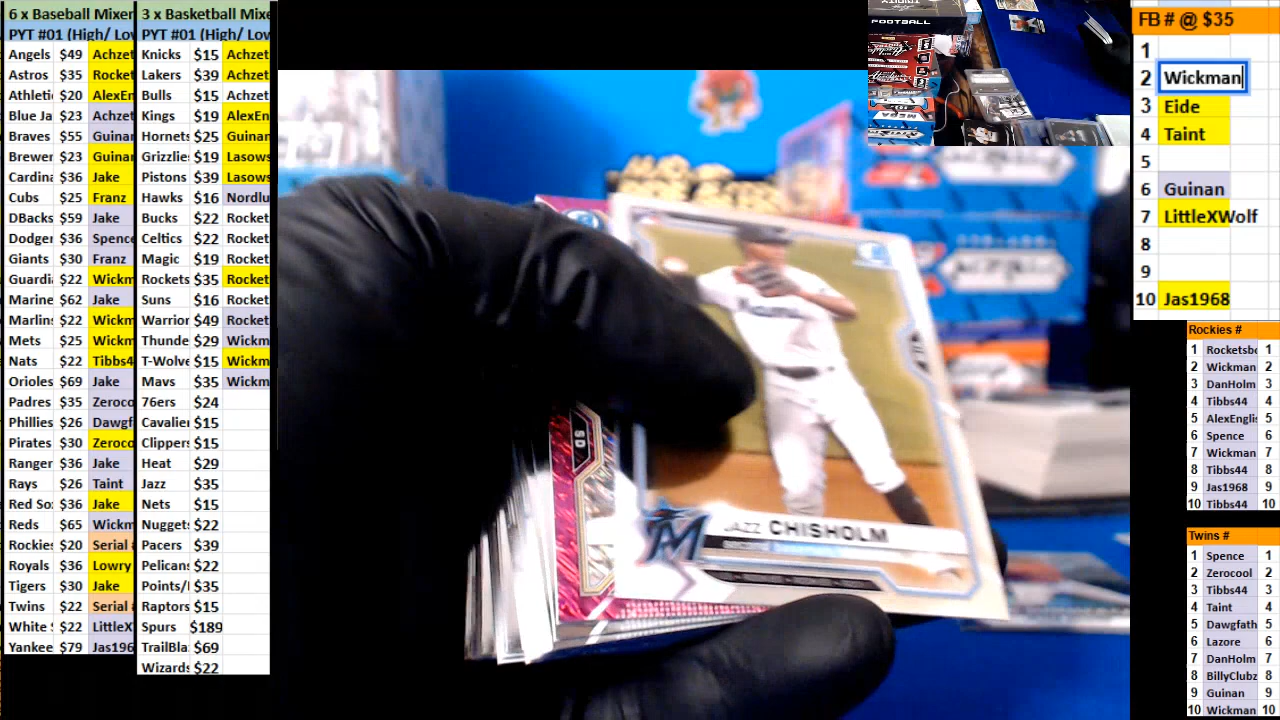 6 x Baseball Mixer
PYT #01 (High/ Lov
Angels $49 Achzet
Astros $35 Rocket
Athletic $20 AlexEn
Blue Ja $23 Achzet
Braves $55 Guinar
Brewer $23 Guinar
Cardina $36 Jake
Cubs $25 Franz
DBacks $59 Jake
Dodger $36 Spence
Giants $30 Franz
Guardi $22 Wickm
Marine $62 Jake
Marlins $22 Wickm
Mets $25 Wickm
Nats $22 Tibbs4
Orioles $69 Jake
Padres $35 Zeroco
Phillies $26 Dawgf
Pirates $30 Zeroco
Ranger $36 Jake
Rays $26 Taint
Red So $36 Jake
Reds $65 Wickm
Rockies $20 Serial
Royals $36 Lowry
Tigers $30 Jake
Twins $22 Serial
White S $22 LittleX
Yankee $79 Jas196
3 x Basketball Mixe
PYT #01 (High/ Lov
Knicks $15 Achzet
Lakers $39 Achzet
Bulls $15 Achzet
Kings $19 AlexEn
Hornets $25 Guinar
Grizzlie $19 Lasows
Pistons $39 Lasows
Hawks $16 Nordlu
Bucks $22 Rocket
Celtics $22 Rocket
Magic $19 Rocket
Rockets $35 Rocket
Suns $16 Rocket
Warrior $49 Rocket
Thunde $29 Wickm
T-Wolve $15 Wickm
Mavs $35 Wickm
76ers $24
Cavalie $15
Clippers $15
Heat $29
Jazz $35
Nets $15
Nuggets $22
Pacers $39
Pelicans $22
Points/ $35
Raptors $15
Spurs $189
TrailBla $69
Wizards $22
FOOTBALL
SD
JAZZ CHISHOLM
FB # @ $35
1
2 Wickman
3 Eide
4 Taint
5
6 Guinan
7 LittleXWolf
8
9
10 Jas1968
Rockies #
1 Rocketsbo 1
2 Wickman 2
3 DanHolm 3
4 Tibbs44 4
5 AlexEnglis 5
6 Spence 6
7 Wickman 7
8 Tibbs44 8
9 Jas1968 9
10 Tibbs44 10
Twins #
1 Spence 1
2 Zerocool 2
3 Tibbs44 3
4 Taint 4
5 Dawgfath 5
6 Lazore 6
7 DanHolm 7
8 BillyClubz 8
9 Guinan 9
10 Wickman 10